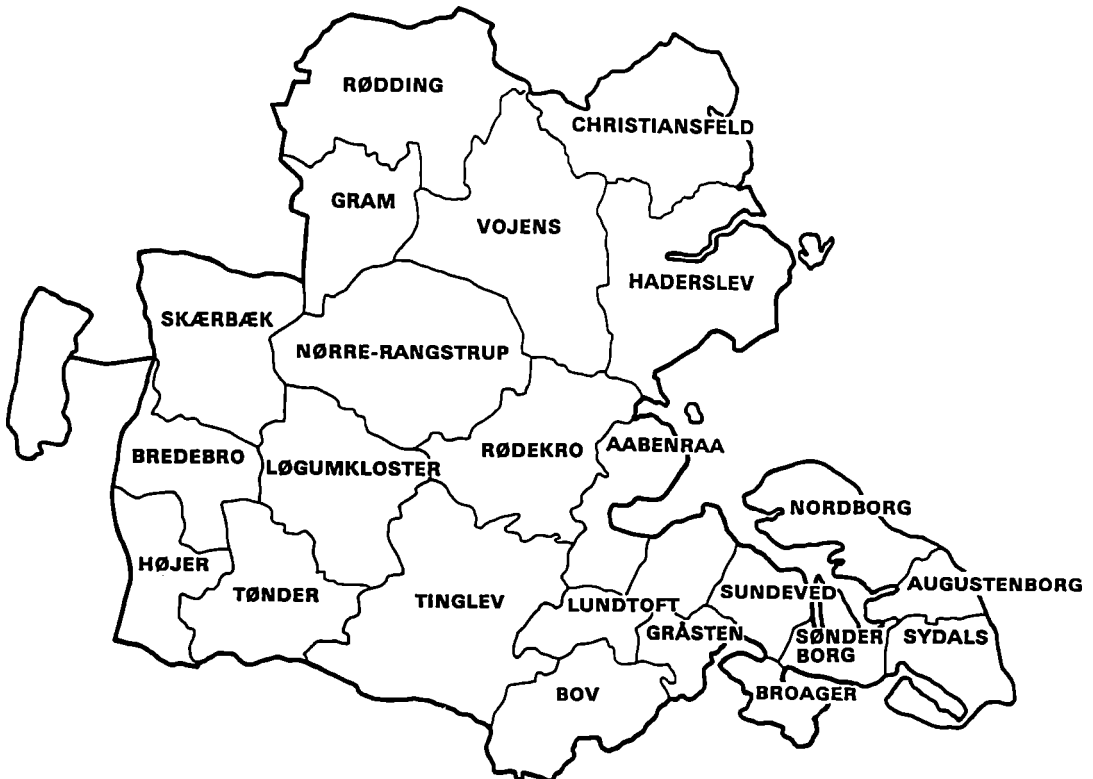 RØDDING
CHRISTIANSFELD
GRAM
VOJENS
HADERSLEV
SKÆRBÆK
NØRRE-RANGSTRUP
AABENRAA
RØDEKRO
BREDEBRO
LØGUMKLOSTER
NORDBORG
HØJER
AUGUSTENBORG
TØNDER
TINGLEV
SUNDEVED
LUNDTOFT
GRÅSTEN
SØNDER
BORG
SYDALS
BOV
BROAGER